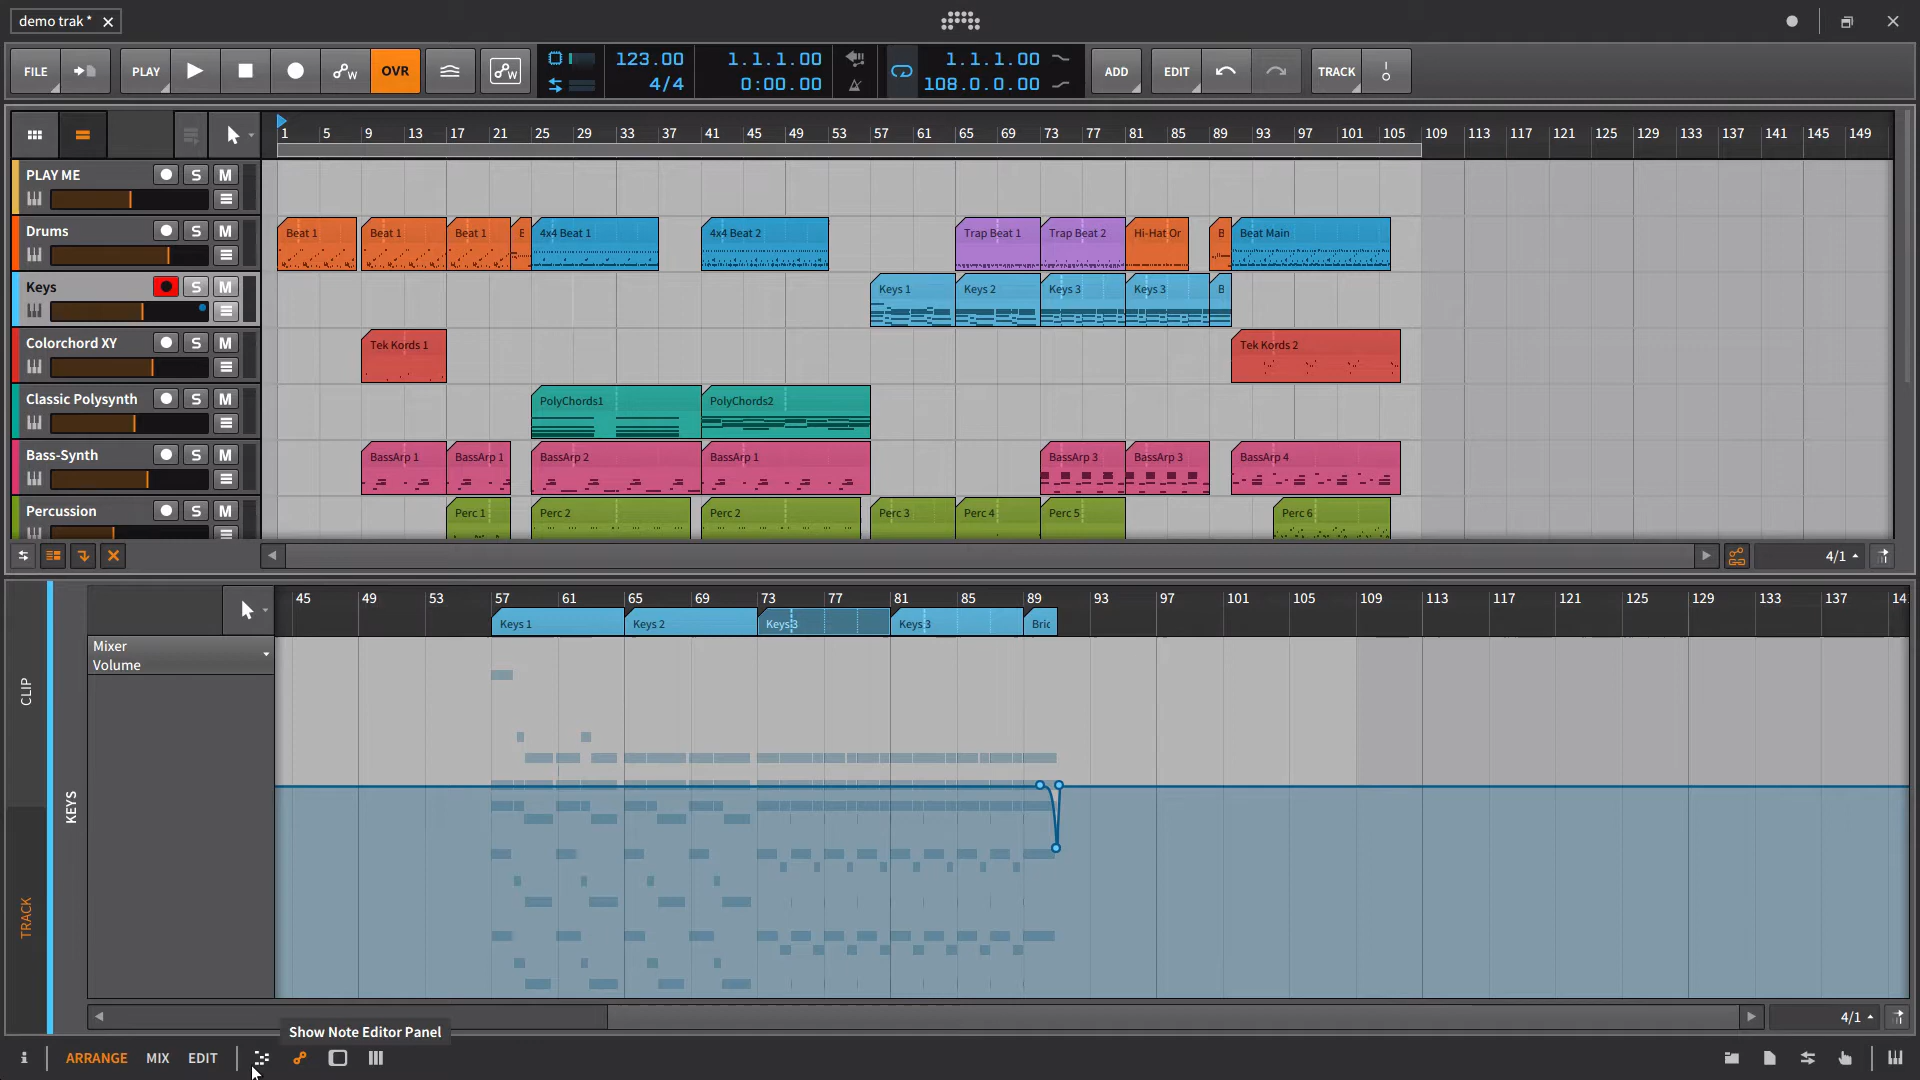 demo trak *
FILE PLAY OVR 123.00 1.1.1.00 1.1.1.00 ADD EDIT TRACK
4/4 0:00.00 108.0.0.00
1 5 9 13 17 21 25 29 33 37 41 45 49 53 57 61 65 69 73 77 81 85 89 93 97 101 105 109 113 117 121 125 129 133 137 141 145 149
PLAY ME S M
Drums S M
Beat 1 Beat 1 Beat 1 4x4 Beat 1 4x4 Beat 2 Trap Beat 1 Trap Beat 2 Hi-Hat Or B Beat Main
Keys S M
Keys 1 Keys 2 Keys 3 Keys 3 B
Colorchord XY S M
Tek Kords 1 Tek Kords 2
Classic Polysynth S M
PolyChords1 PolyChords2
Bass-Synth S M
BassArp 1 BassArp 1 BassArp 2 BassArp 1 BassArp 3 BassArp 3 BassArp 4
Percussion S M
Perc 1 Perc 2 Perc 2 Perc 3 Perc 4 Perc 5 Perc 6
4/1
45 49 53 57 61 65 69 73 77 81 85 89 93 97 101 105 109 113 117 121 125 129 133 137 14
Keys 1 Keys 2 Keys 3 Keys 3 Bric
Mixer
Volume
CLIP
KEYS
TRACK
4/1
Show Note Editor Panel
i ARRANGE MIX EDIT